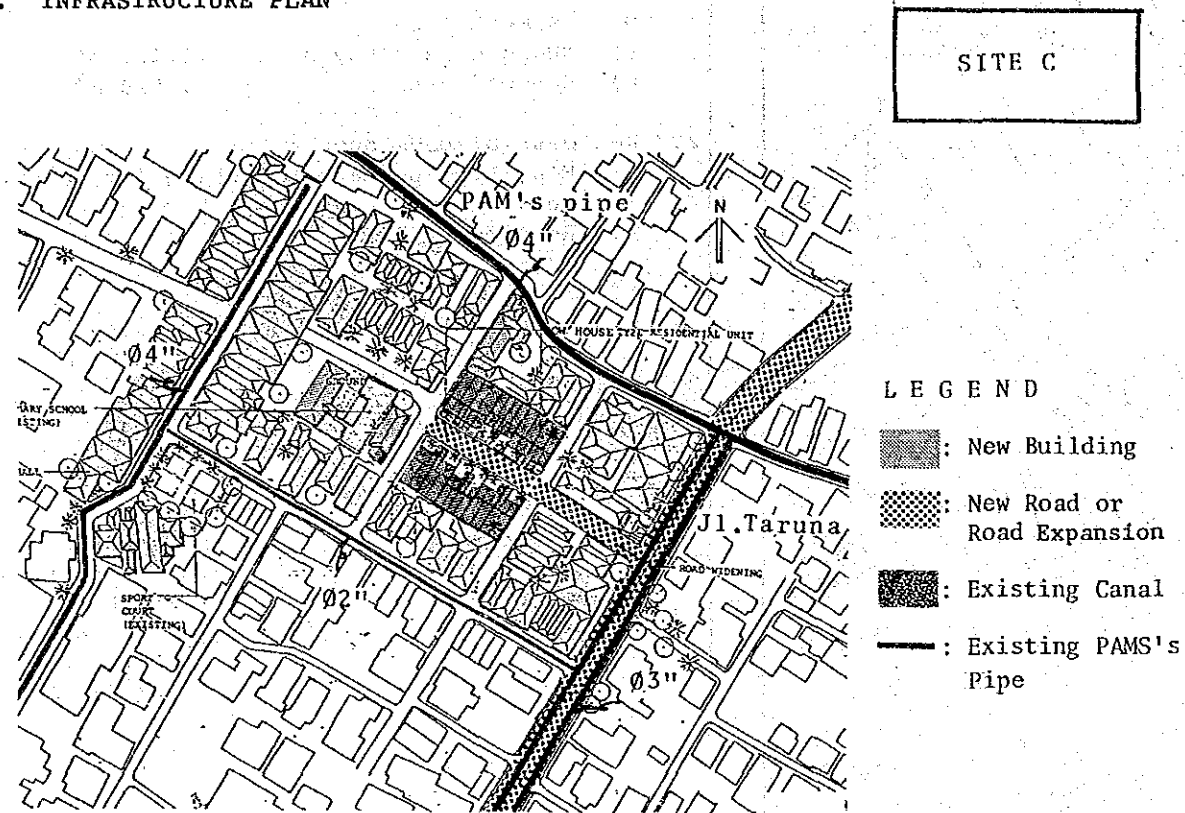 INFRASTRUCTURE PLAN
SITE C
PAM's pipe
Ø4"
N
HOUSE TYPE RESIDENTIAL UNIT
Ø4"
SCHOOL
LEGEND
: New Building
: New Road or
Road Expansion
: Existing Canal
: Existing PAMS's
Pipe
Jl.Taruna
ROAD WIDENING
Ø2"
SPORT
COURT
(EXISTING)
Ø3"